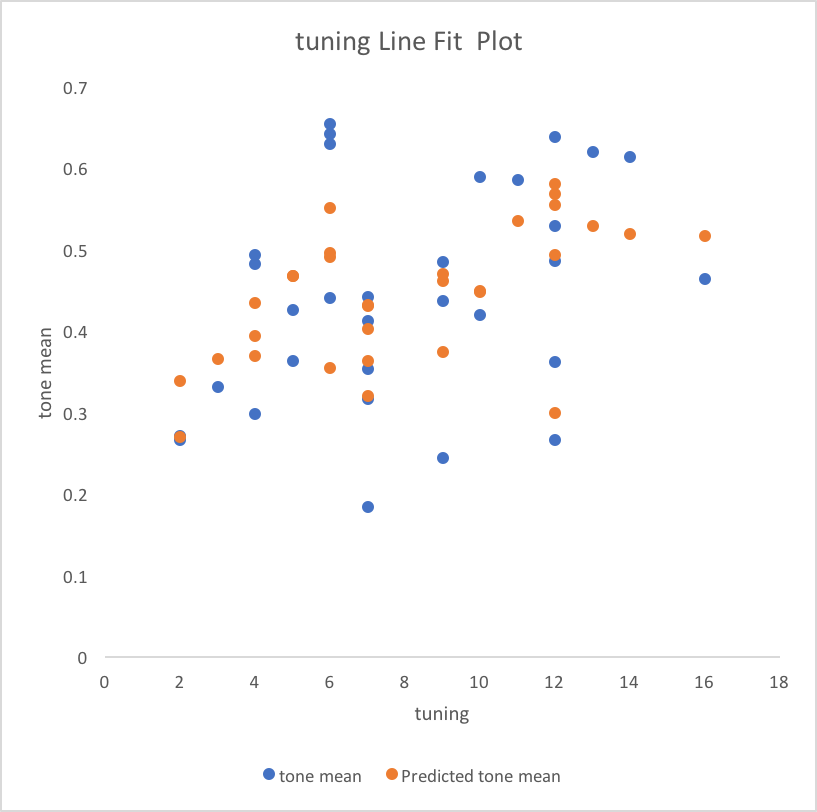 tuning Line Fit  Plot
0.7
0.6
0.5
0.4
0.3
0.2
0.1
0
tone mean
0 2 4 6 8 10 12 14 16 18
tuning
tone mean Predicted tone mean